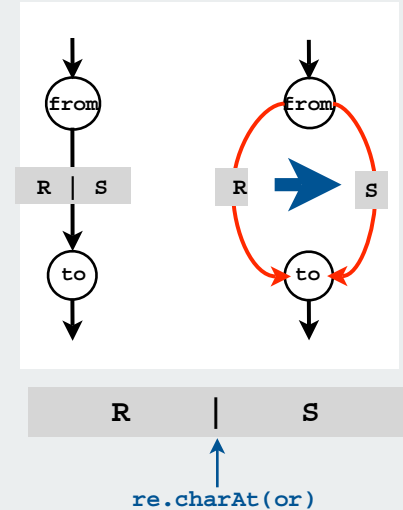 from from
R | S R S
to to
R | S
re.charAt(or)